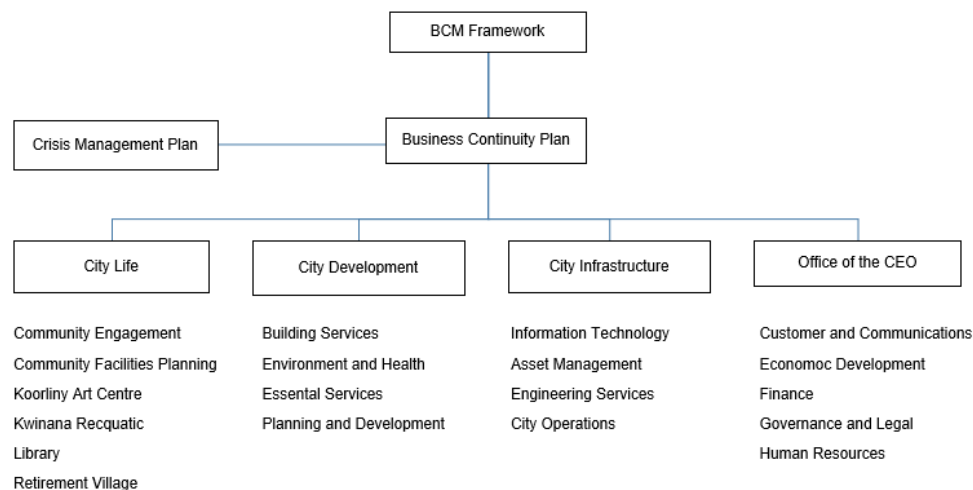 BCM Framework
Crisis Management Plan
Business Continuity Plan
City Life
City Development
City Infrastructure
Office of the CEO
Community Engagement
Community Facilities Planning
Koorliny Art Centre
Kwinana Recquatic
Library
Retirement Village
Building Services
Environment and Health
Essental Services
Planning and Development
Information Technology
Asset Management
Engineering Services
City Operations
Customer and Communications
Economoc Development
Finance
Governance and Legal
Human Resources